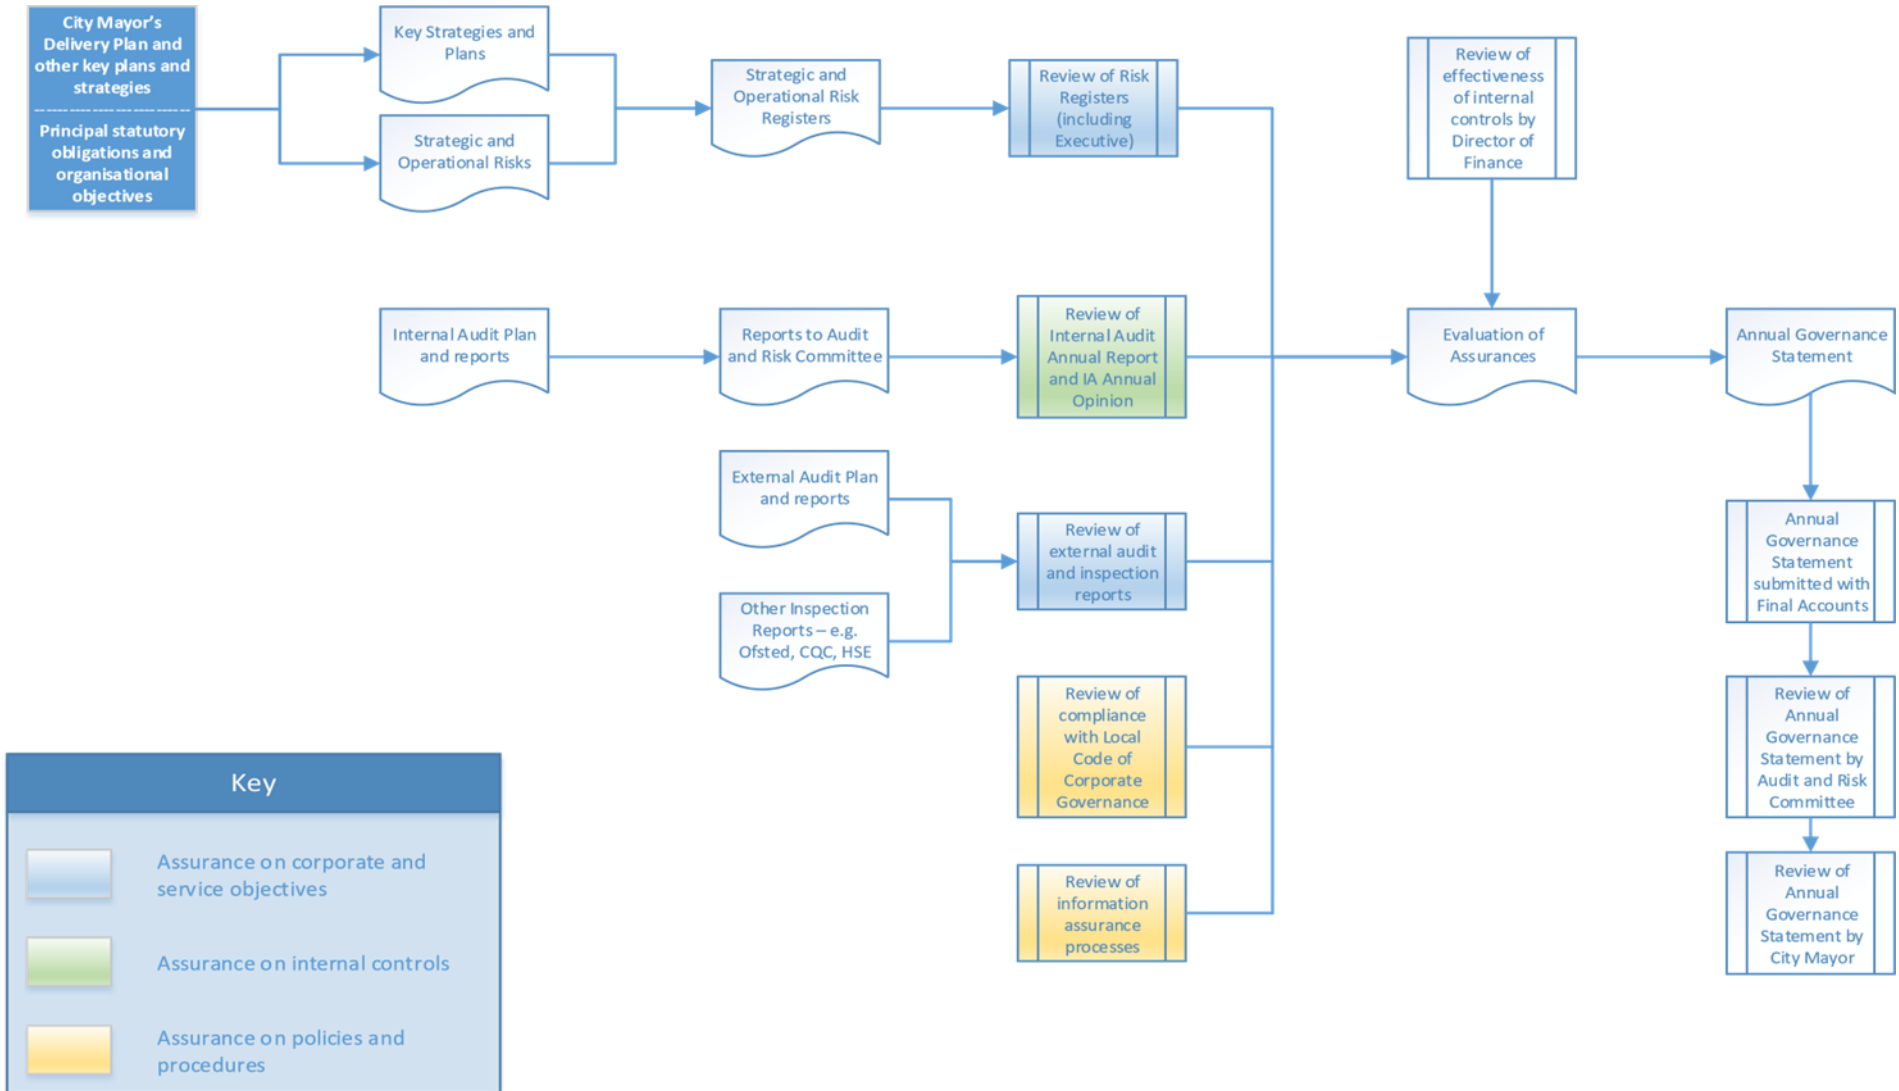 City Mayor's
Delivery Plan and
other key plans and
strategies
Principal statutory
obligations and
organisational
objectives
Key Strategies and
Plans
Strategic and
Operational Risks
Strategic and
Operational Risk
Registers
Review of Risk
Registers
(including
Executive)
Review of
effectiveness
of internal
controls by
Director of
Finance
Internal Audit Plan
and reports
Reports to Audit
and Risk Committee
Review of
Internal Audit
Annual Report
and IA Annual
Opinion
Evaluation of
Assurances
Annual Governance
Statement
External Audit Plan
and reports
Other Inspection
Reports – e.g.
Ofsted, CQC, HSE
Review of
external audit
and inspection
reports
Review of
compliance
with Local
Code of
Corporate
Governance
Review of
information
assurance
processes
Annual
Governance
Statement
submitted with
Final Accounts
Review of
Annual
Governance
Statement by
Audit and Risk
Committee
Review of
Annual
Governance
Statement by
City Mayor
Key
Assurance on corporate and
service objectives
Assurance on internal controls
Assurance on policies and
procedures